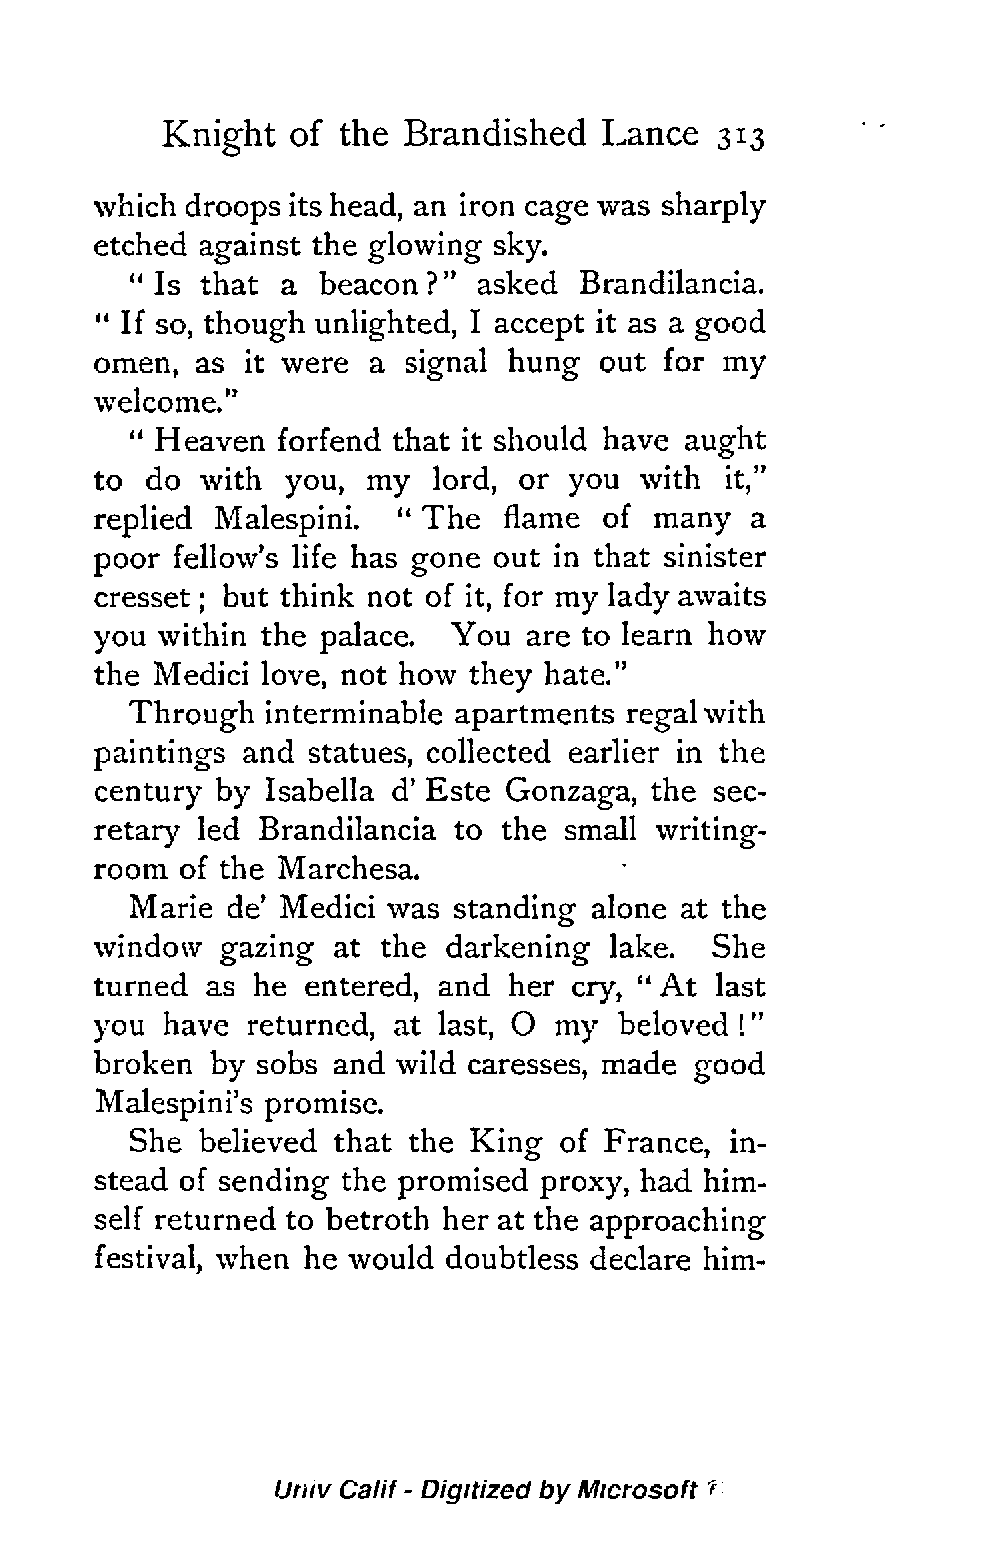 Knight of the Brandished Lance 313
which droops its head, an iron cage was sharply
etched against the glowing sky.
" Is that a beacon?" asked Brandilancia.
" If so, though unlighted, I accept it as a good
omen, as it were a signal hung out for my
welcome."
" Heaven forfend that it should have aught
to do with you, my lord, or you with it,"
replied Malespini. " The flame of many a
poor fellow's life has gone out in that sinister
cresset ; but think not of it, for my lady awaits
you within the palace. You are to learn how
the Medici love, not how they hate."
Through interminable apartments regal with
paintings and statues, collected earlier in the
century by Isabella d' Este Gonzaga, the sec-
retary led Brandilancia to the small writing-
room of the Marchesa.
Marie de' Medici was standing alone at the
window gazing at the darkening lake. She
turned as he entered, and her cry, " At last
you have returned, at last, O my beloved !"
broken by sobs and wild caresses, made good
Malespini's promise.
She believed that the King of France, in-
stead of sending the promised proxy, had him-
self returned to betroth her at the approaching
festival, when he would doubtless declare him-
Univ Calif - Digitized by Microsoft